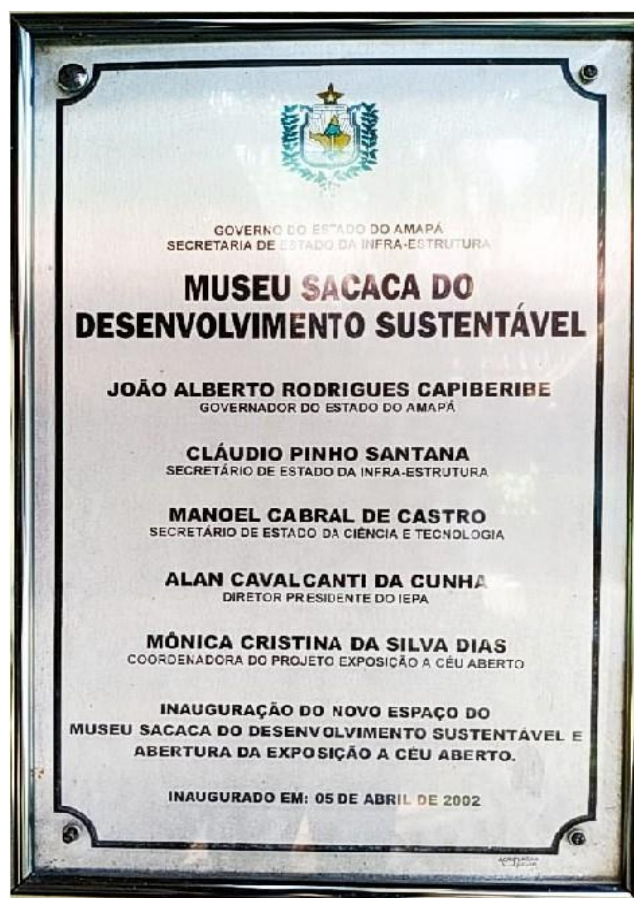 GOVERNO DO ESTADO DO AMAPÁ
SECRETARIA DE ESTADO DA INFRA-ESTRUTURA
MUSEU SACACA DO
DESENVOLVIMENTO SUSTENTÁVEL
JOÃO ALBERTO RODRIGUES CAPIBERIBE
GOVERNADOR DO ESTADO DO AMAPÁ
CLÁUDIO PINHO SANTANA
SECRETÁRIO DE ESTADO DA INFRA-ESTRUTURA
MANOEL CABRAL DE CASTRO
SECRETÁRIO DE ESTADO DA CIÊNCIA E TECNOLOGIA
ALAN CAVALCANTI DA CUNHA
DIRETOR PRESIDENTE DO IEPA
MÔNICA CRISTINA DA SILVA DIAS
COORDENADORA DO PROJETO EXPOSIÇÃO A CÉU ABERTO
INAUGURAÇÃO DO NOVO ESPAÇO DO
MUSEU SACACA DO DESENVOLVIMENTO SUSTENTÁVEL E
ABERTURA DA EXPOSIÇÃO A CÉU ABERTO.
INAUGURADO EM: 05 DE ABRIL DE 2002